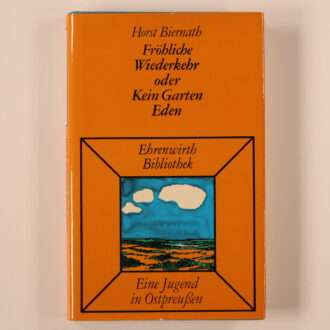 Horst Biernath
Fröhliche
Wiederkehr
oder
Kein Garten
Eden
Ehrenwirth
Bibliothek
Eine Jugend
in Ostpreußen